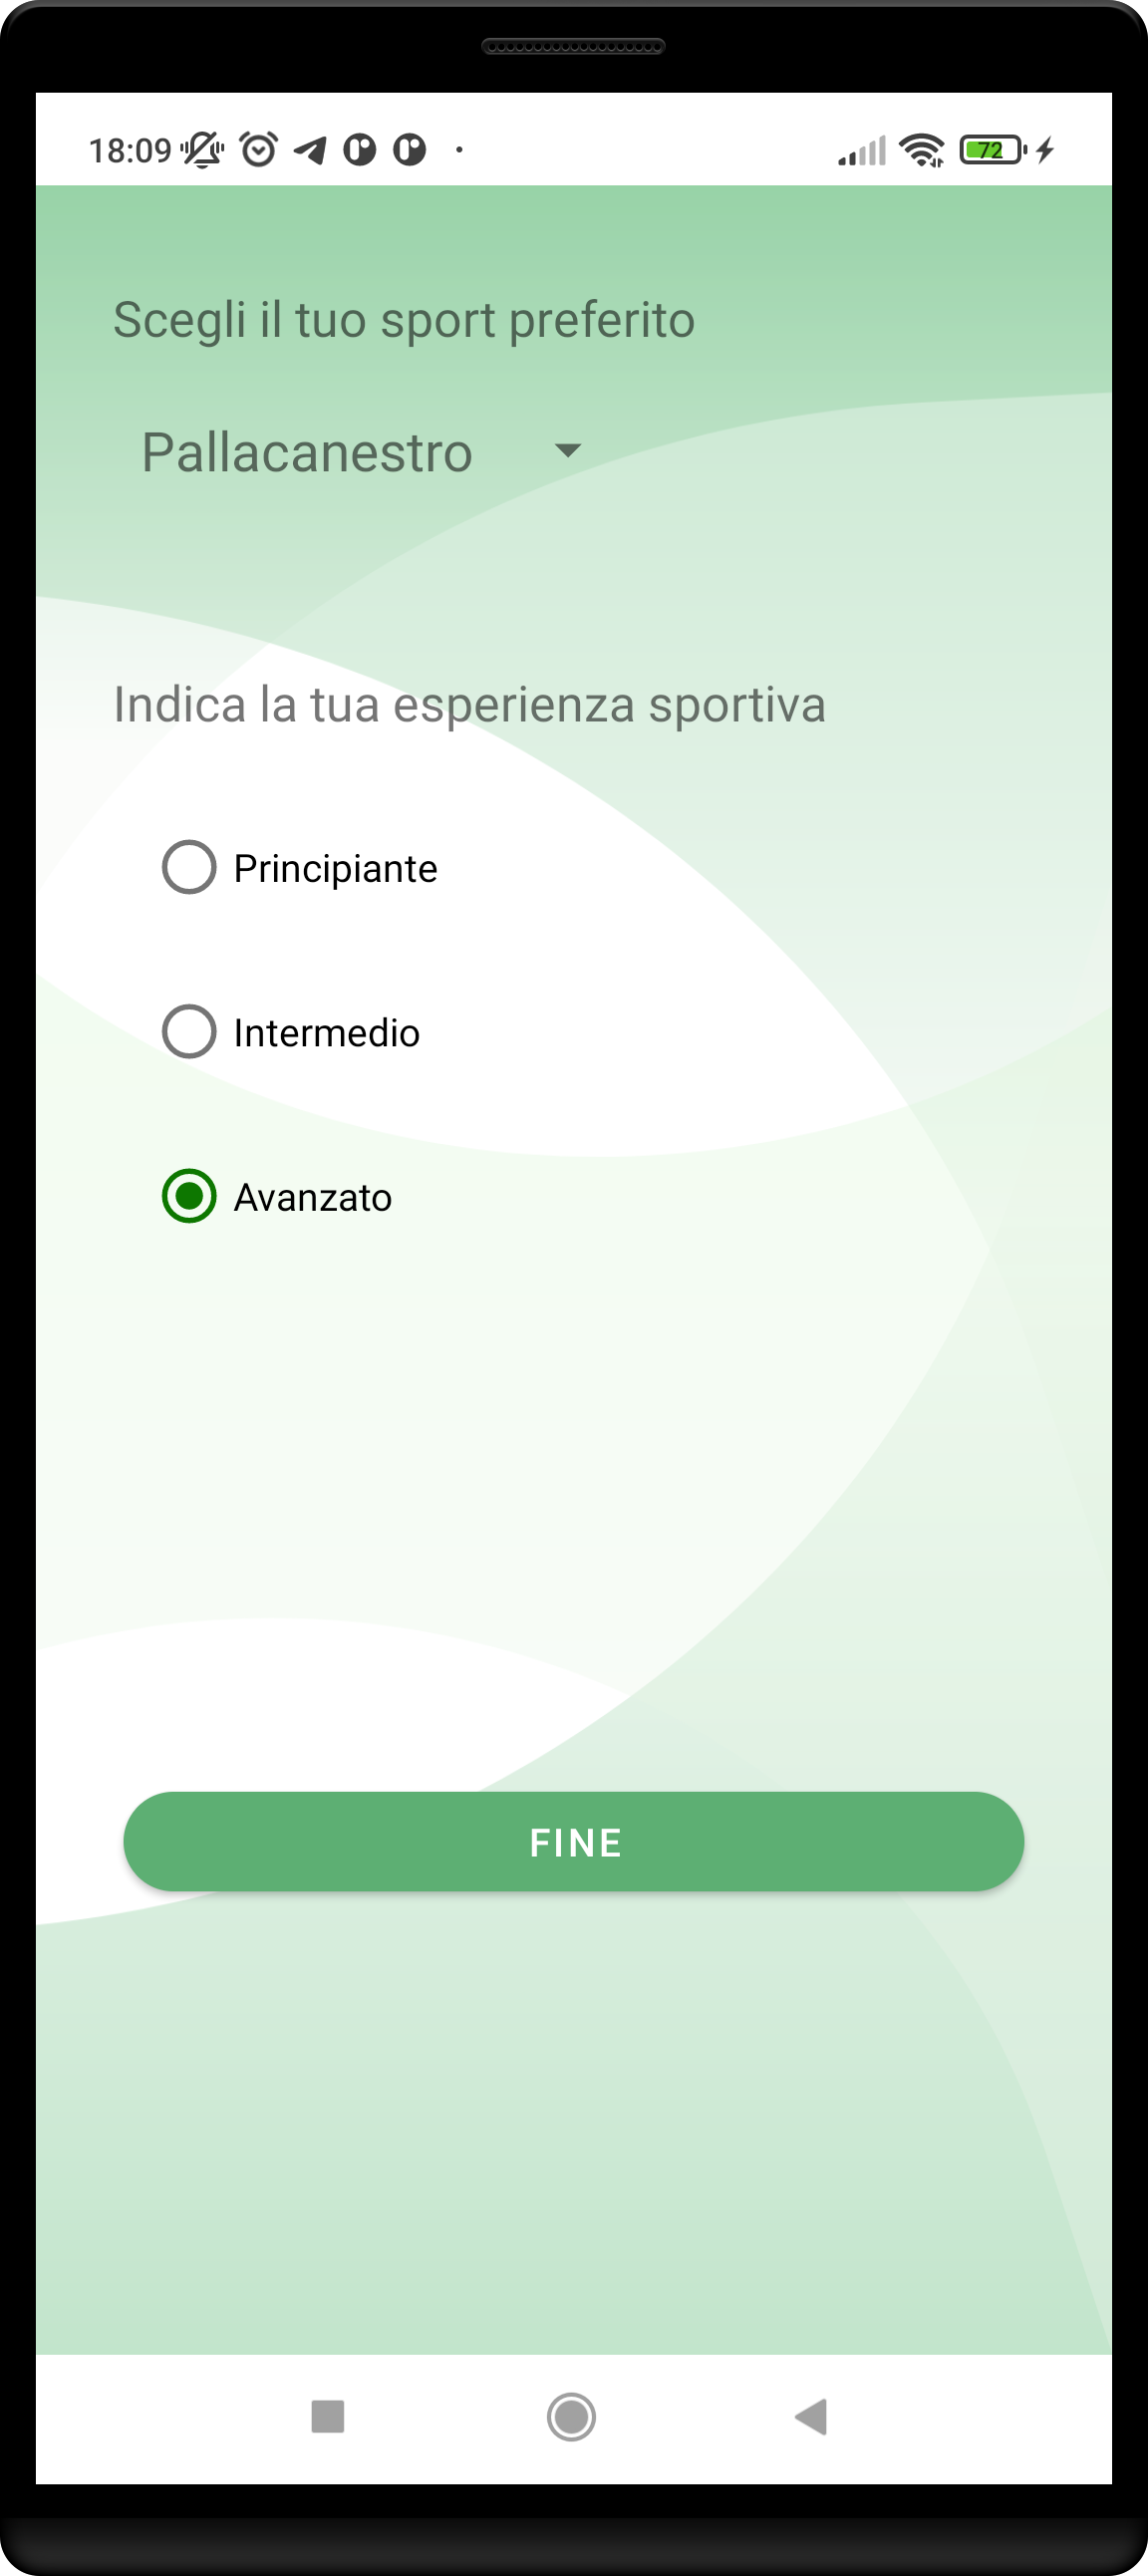 18:09
72
Scegli il tuo sport preferito
Pallacanestro
Indica la tua esperienza sportiva
Principiante
Intermedio
Avanzato
FINE